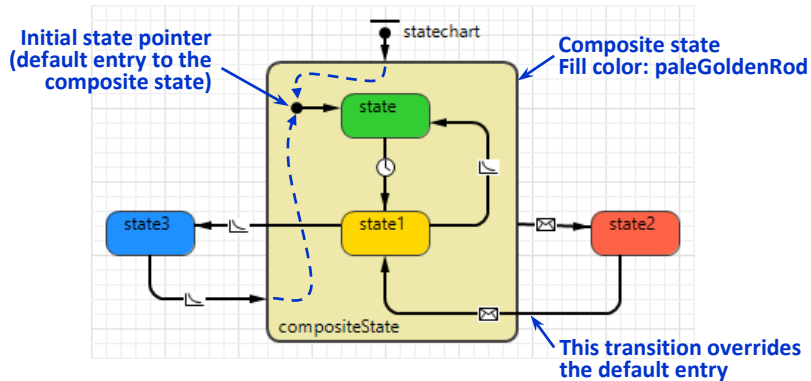 Initial state pointer
(default entry to the
composite state)
statechart
Composite state
Fill color: paleGoldenRod
state
state3
state1
state2
compositeState
This transition overrides
the default entry